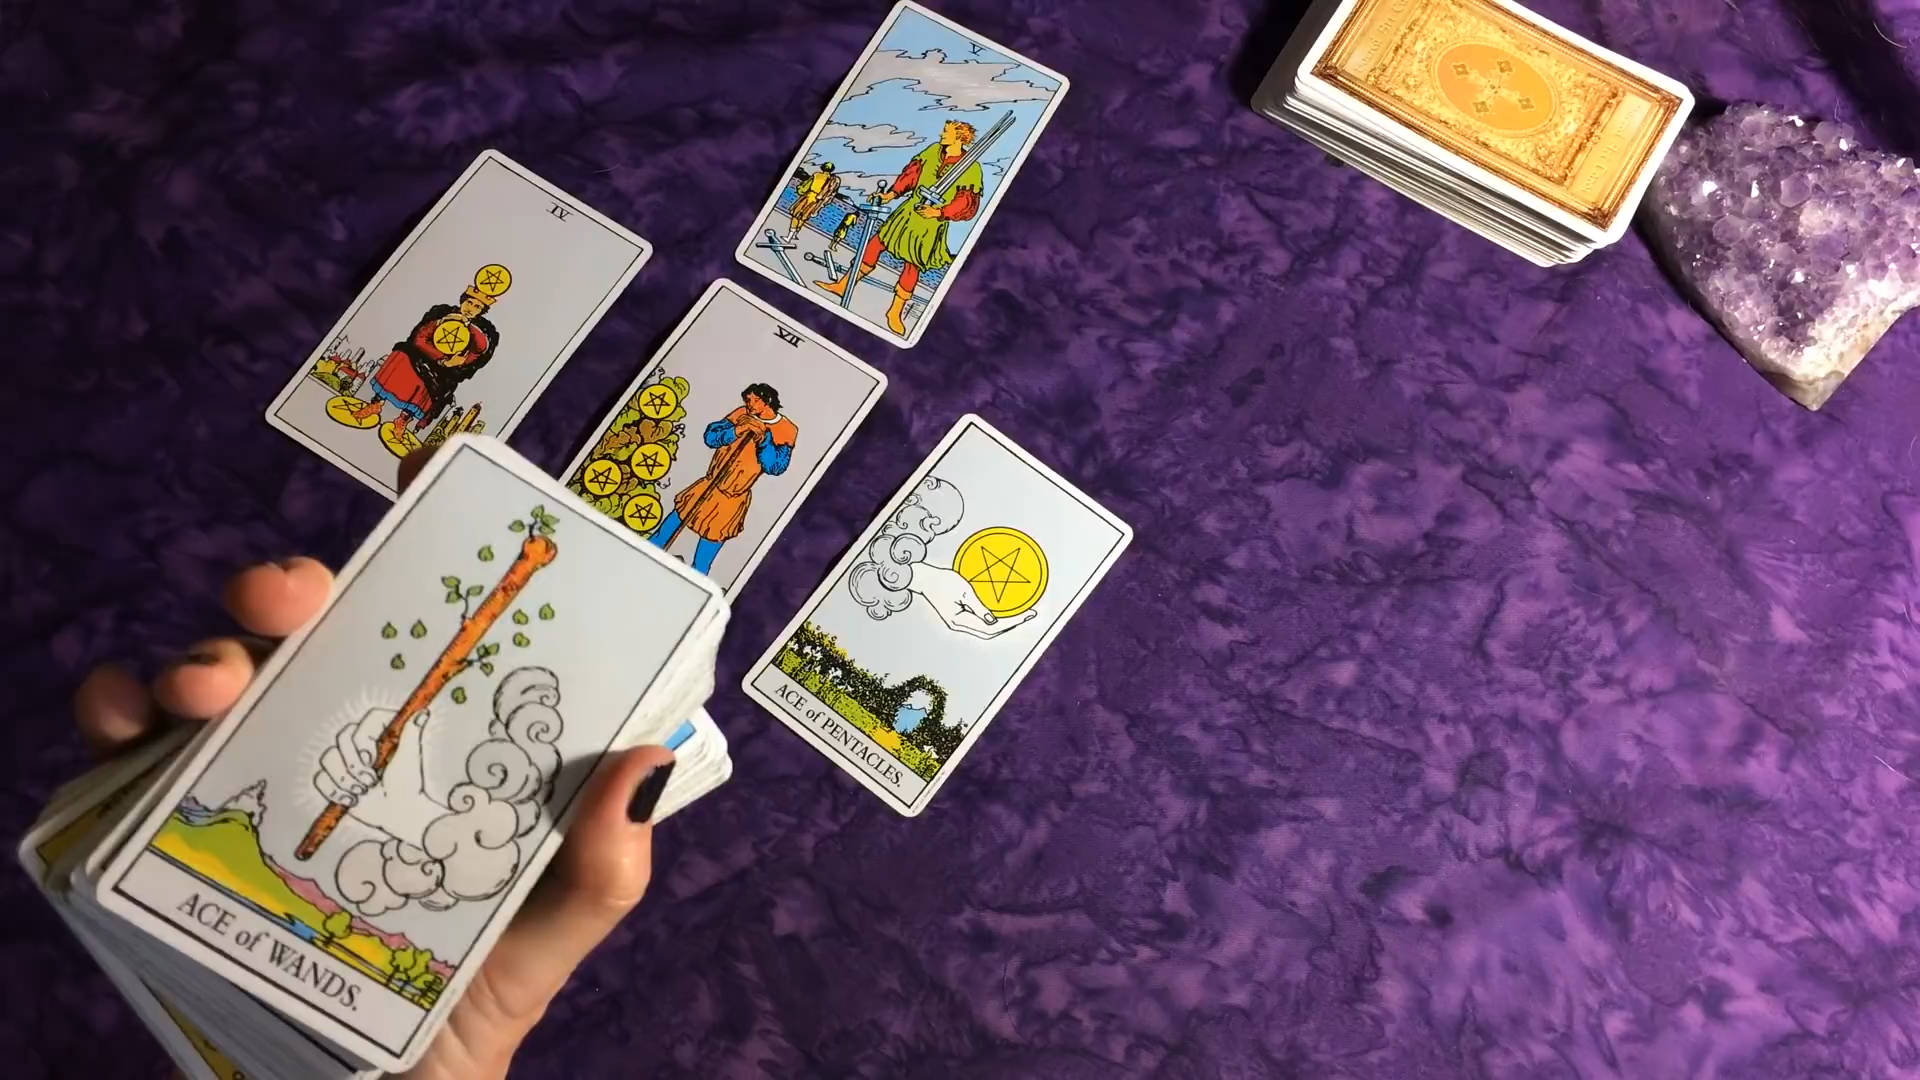 V
IV
VII
ACE of PENTACLES.
ACE of WANDS.